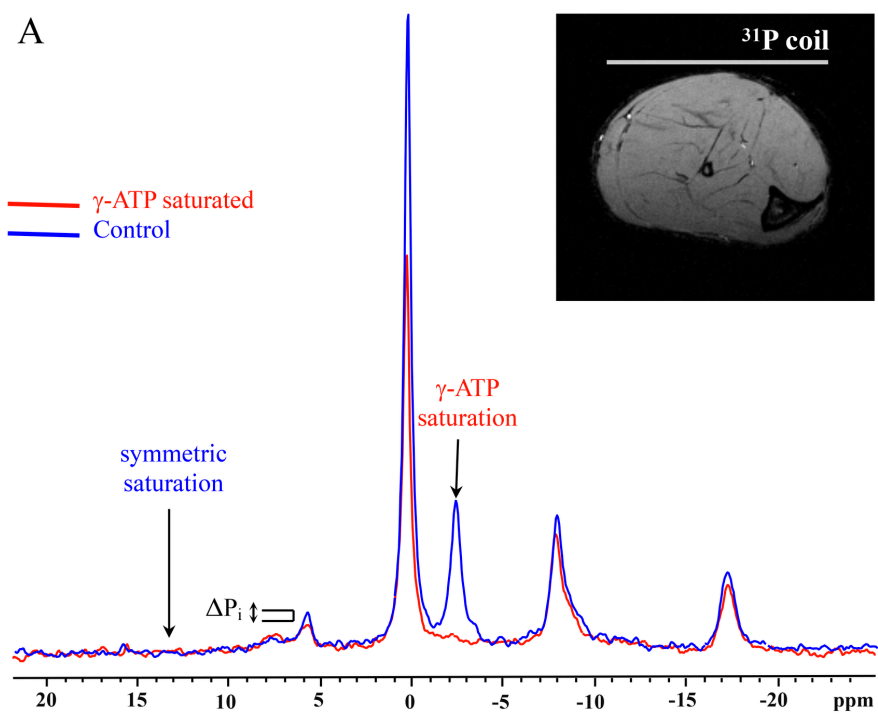 A
³¹P coil
γ-ATP saturated
Control
γ-ATP
saturation
symmetric
saturation
ΔPᵢ
20 15 10 5 0 -5 -10 -15 -20 ppm